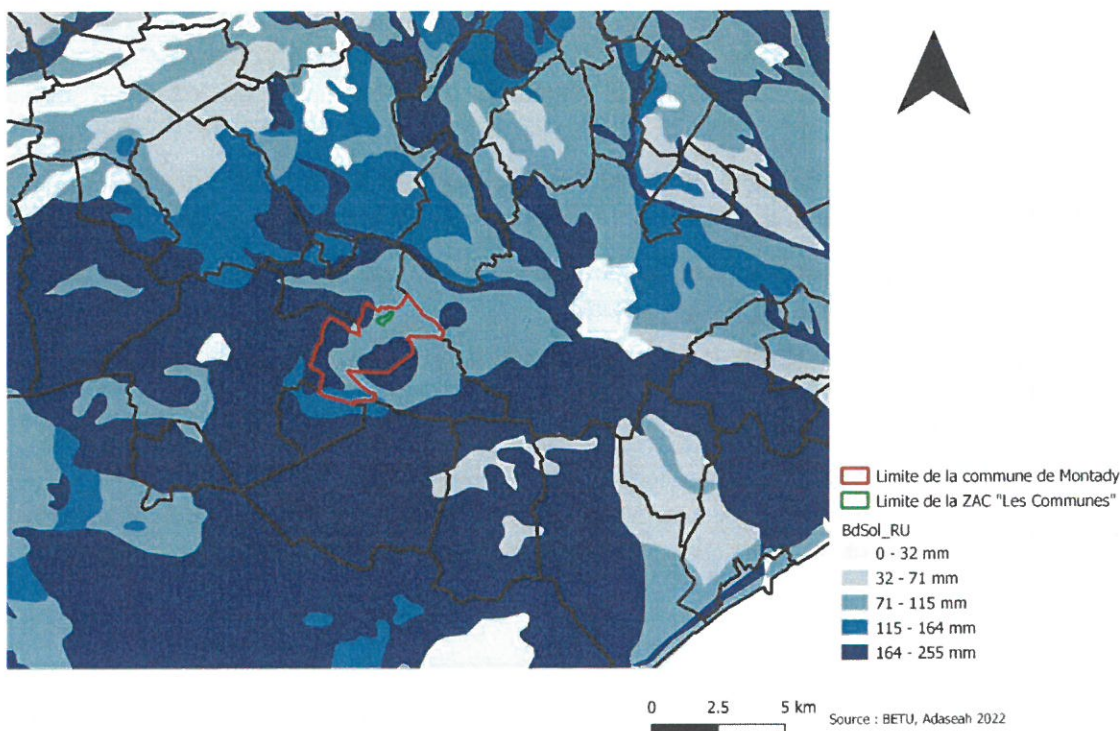 Limite de la commune de Montady
Limite de la ZAC "Les Communes"
BdSol_RU
0 - 32 mm
32 - 71 mm
71 - 115 mm
115 - 164 mm
164 - 255 mm
0 2.5 5 km
Source : BETU, Adaseah 2022